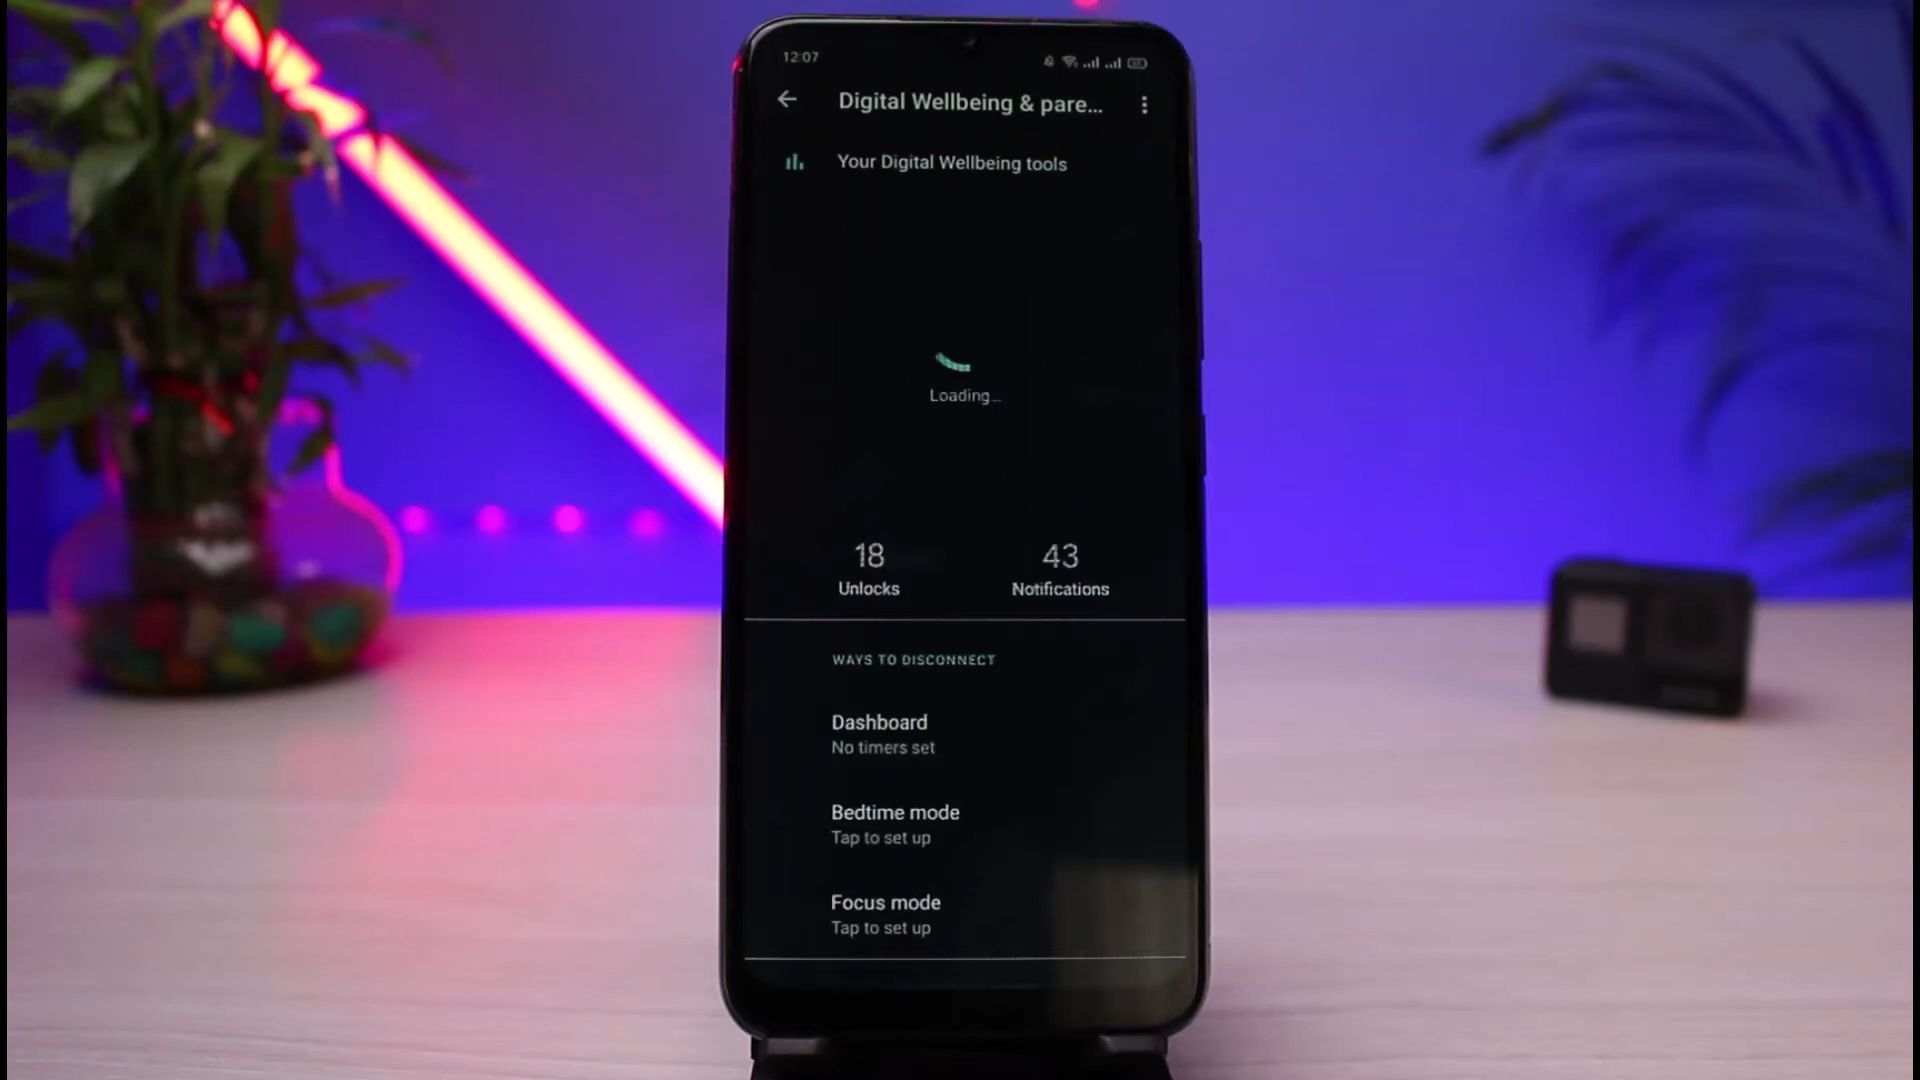 12:07
Digital Wellbeing & pare...
Your Digital Wellbeing tools
Loading...
18
Unlocks
43
Notifications
WAYS TO DISCONNECT
Dashboard
No timers set
Bedtime mode
Tap to set up
Focus mode
Tap to set up